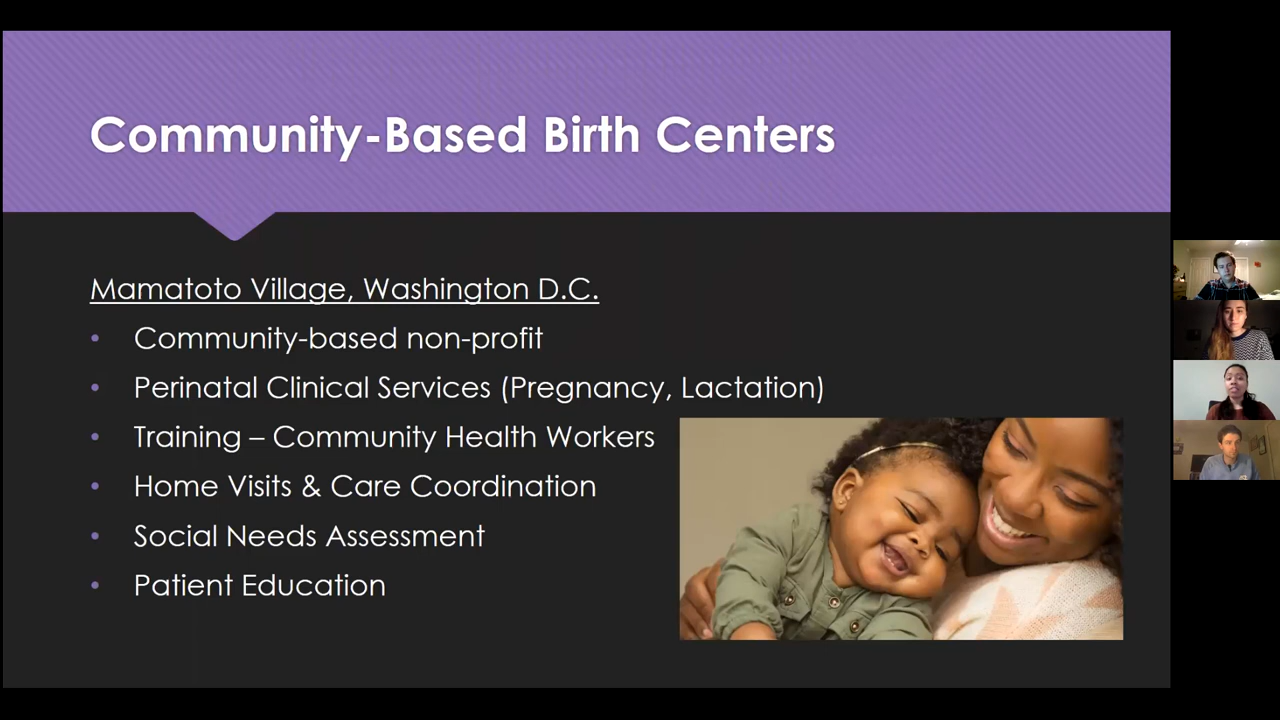 Community-Based Birth Centers
Mamatoto Village, Washington D.C.
• Community-based non-profit
• Perinatal Clinical Services (Pregnancy, Lactation)
• Training – Community Health Workers
• Home Visits & Care Coordination
• Social Needs Assessment
• Patient Education